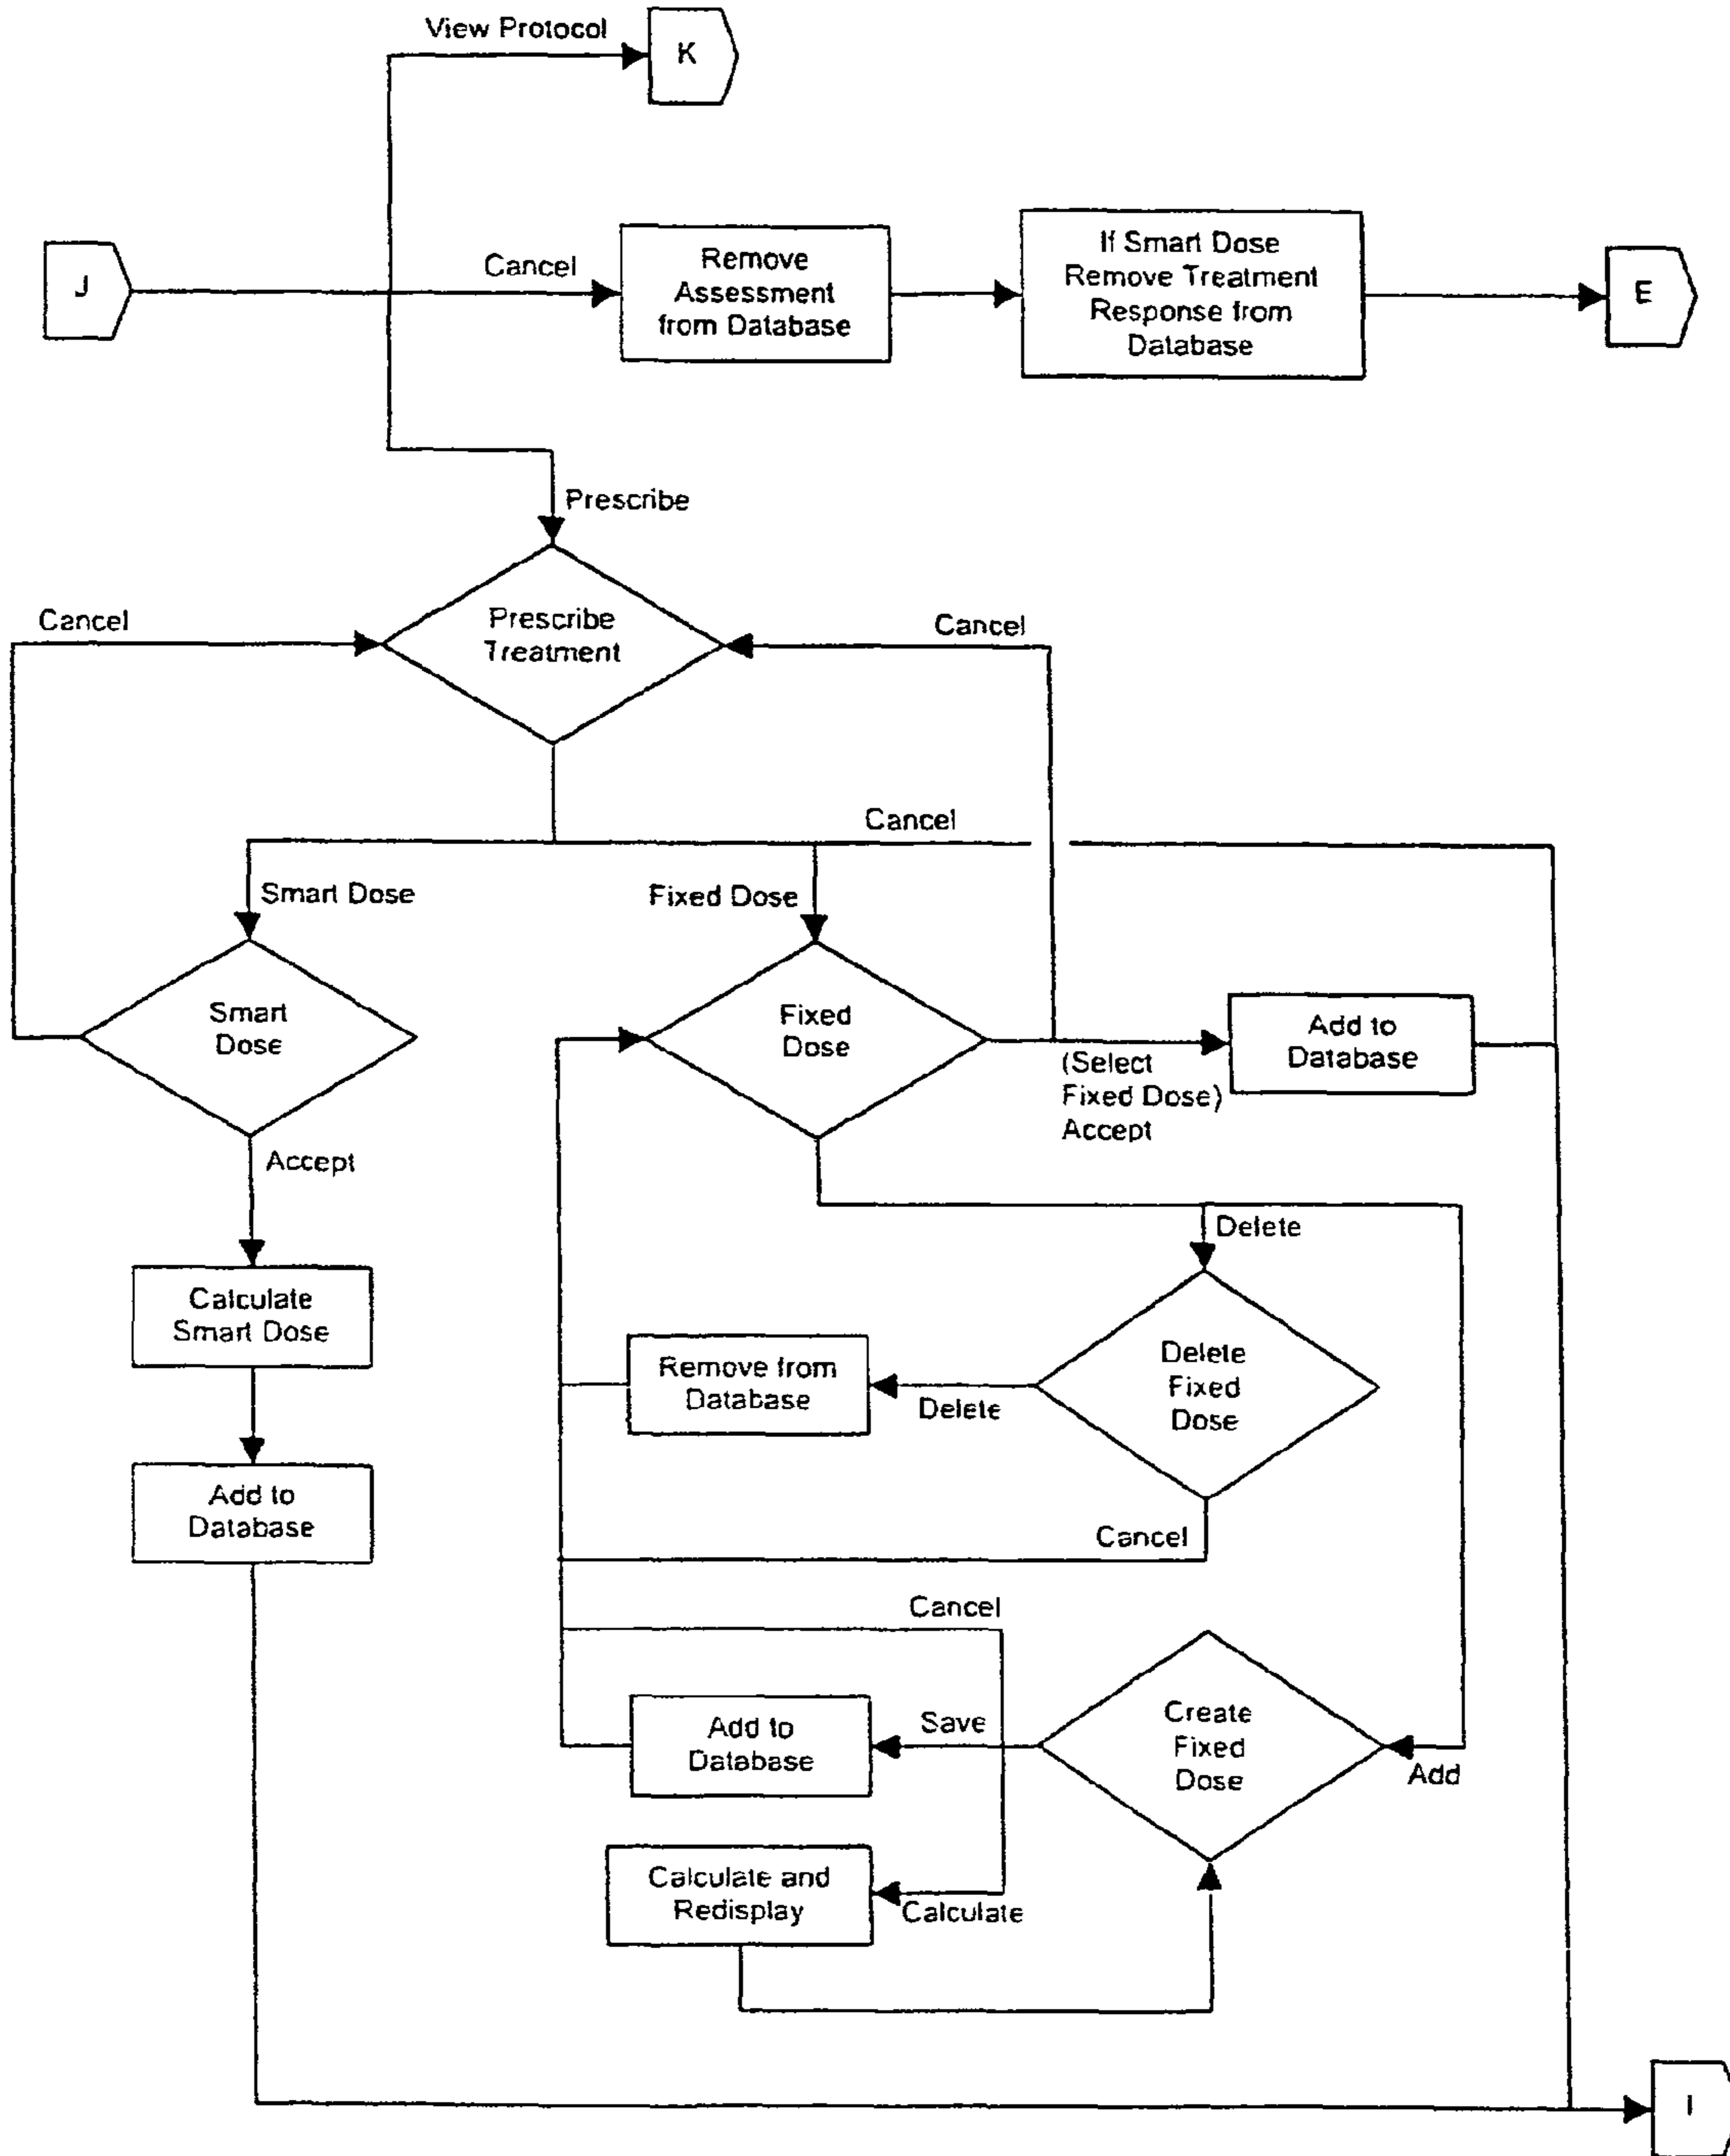 View Protocol
K
J
Cancel
Remove
Assessment
from Database
If Smart Dose
Remove Treatment
Response from
Database
E
Prescribe
Prescribe
Treatment
Cancel
Cancel
Cancel
Smart Dose
Fixed Dose
Smart
Dose
Fixed
Dose
(Select
Fixed Dose)
Accept
Add to
Database
Accept
Delete
Calculate
Smart Dose
Delete
Fixed
Dose
Remove from
Database
Delete
Add to
Database
Cancel
Cancel
Add to
Database
Save
Create
Fixed
Dose
Add
Calculate and
Redisplay
Calculate
I